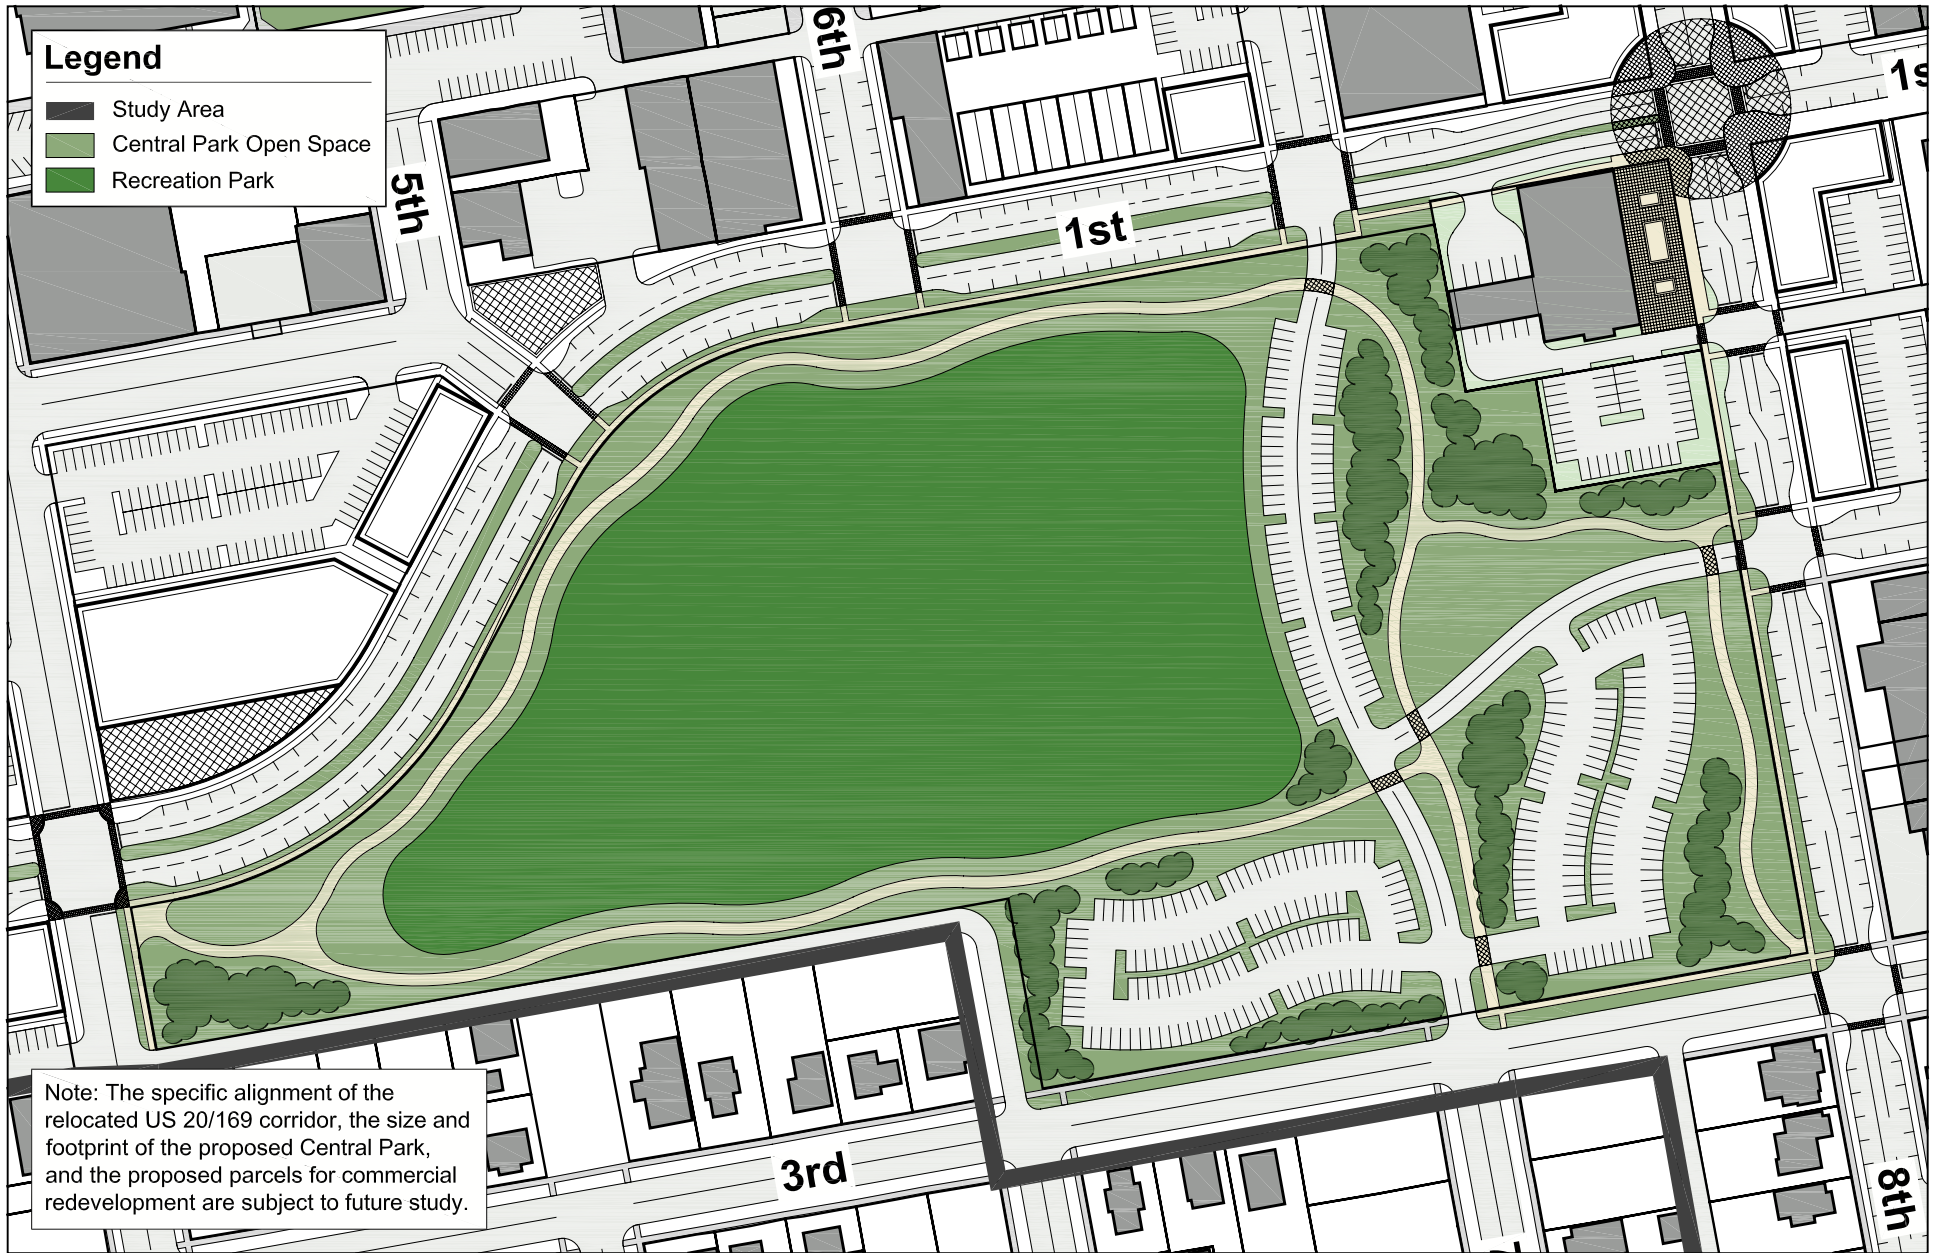 Legend
Study Area
Central Park Open Space
Recreation Park
5th
6th
1st
3rd
8th
Note: The specific alignment of the
relocated US 20/169 corridor, the size and
footprint of the proposed Central Park,
and the proposed parcels for commercial
redevelopment are subject to future study.